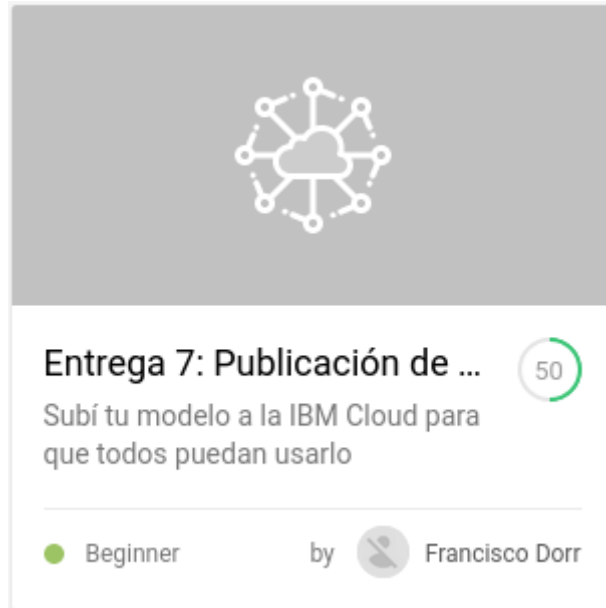 Entrega 7: Publicación de ...
50
Subí tu modelo a la IBM Cloud para
que todos puedan usarlo
Beginner
by
Francisco Dorr